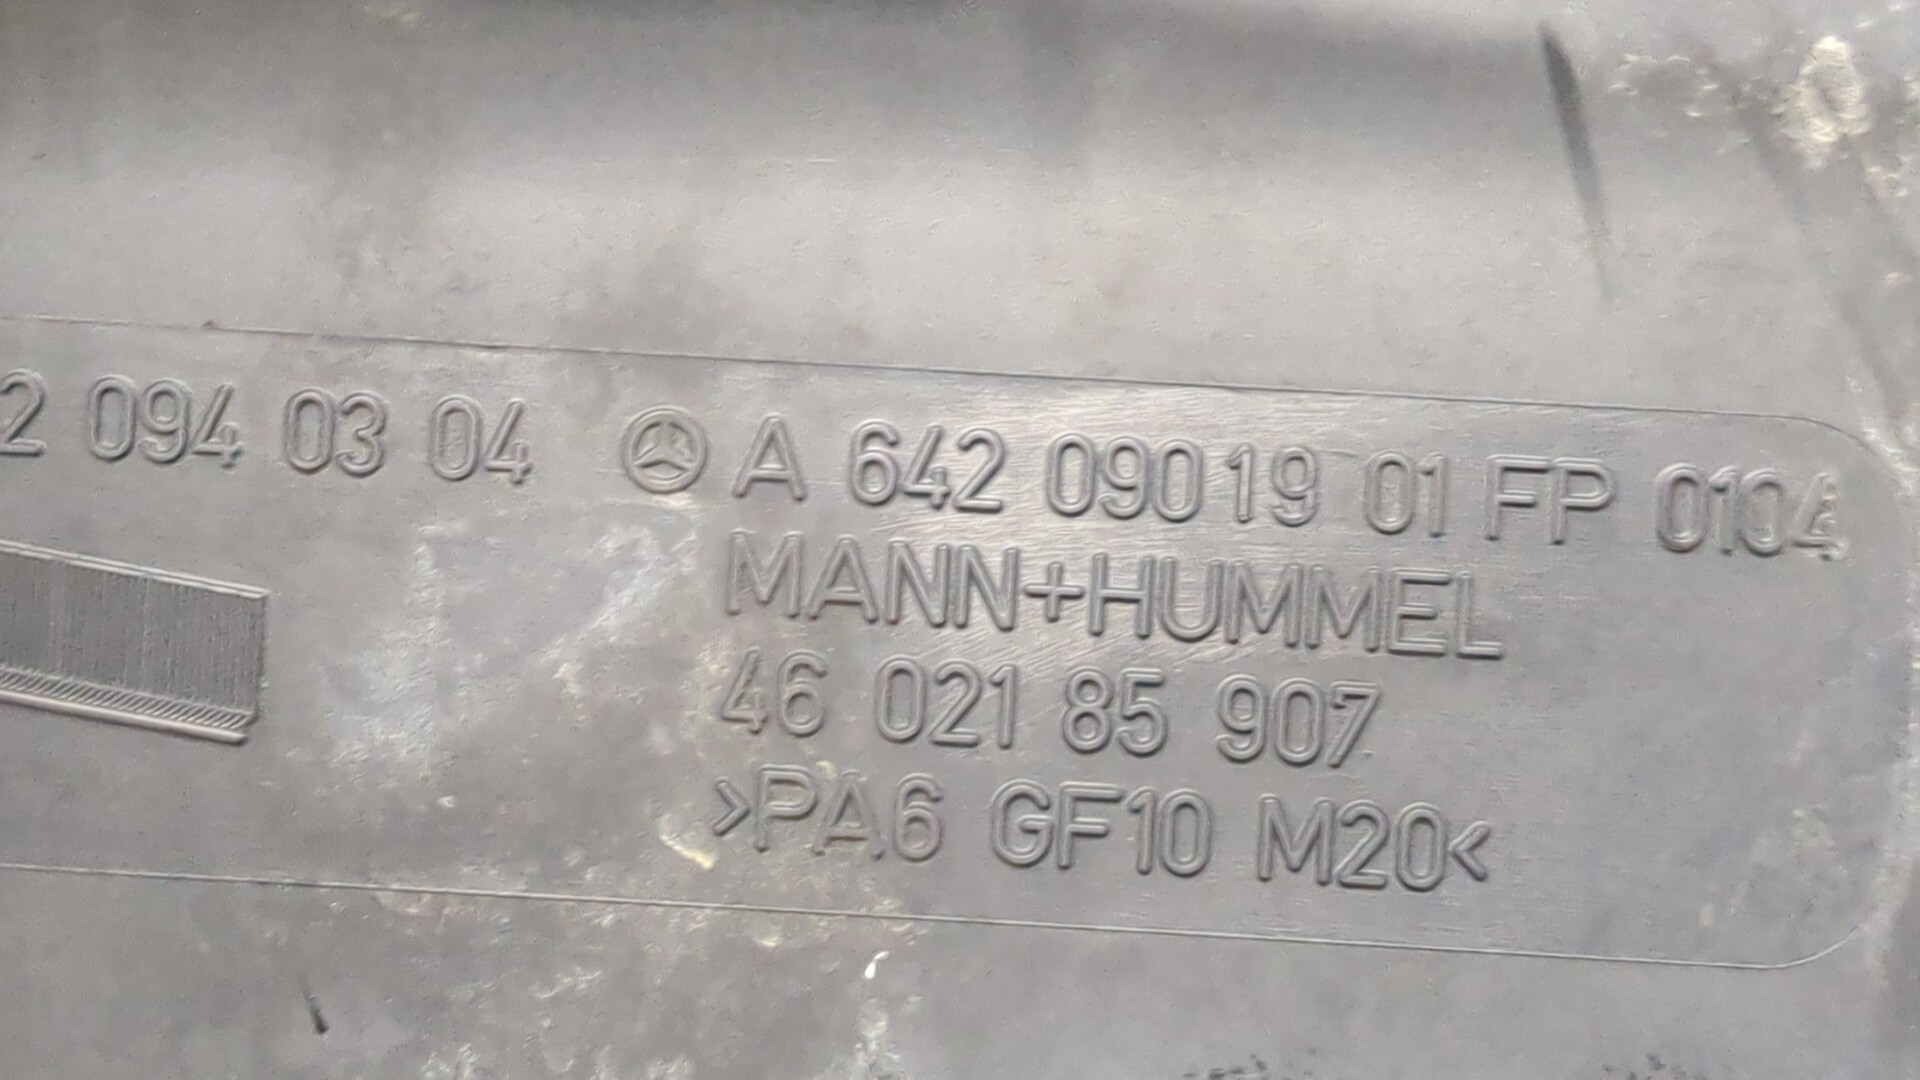 2 094 03 04 A 642 090 19 01 FP 0104
MANN+HUMMEL
46 021 85 907
>PA6 GF10 M20<